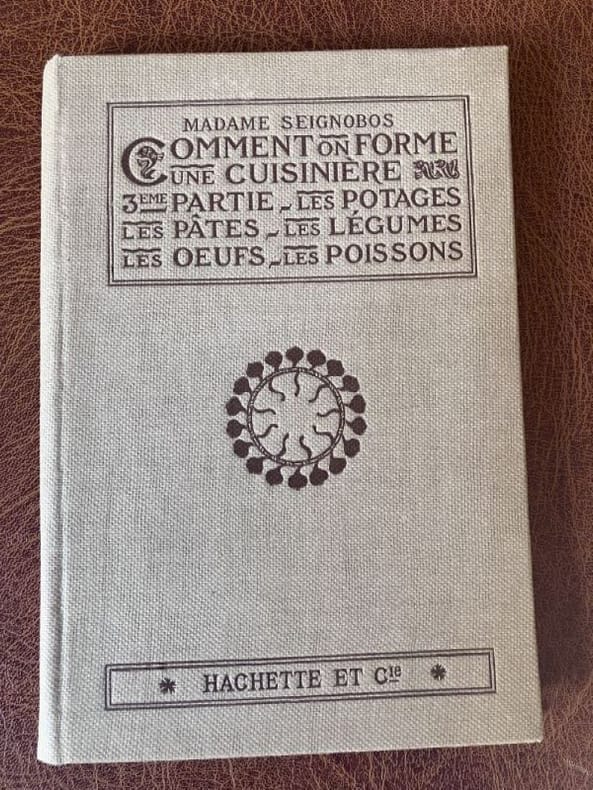 MADAME SEIGNOBOS
COMMENT ON FORME
UNE CUISINIÈRE
3EME PARTIE - LES POTAGES
LES PÂTES - LES LÉGUMES
LES OEUFS - LES POISSONS
* HACHETTE ET Cie *